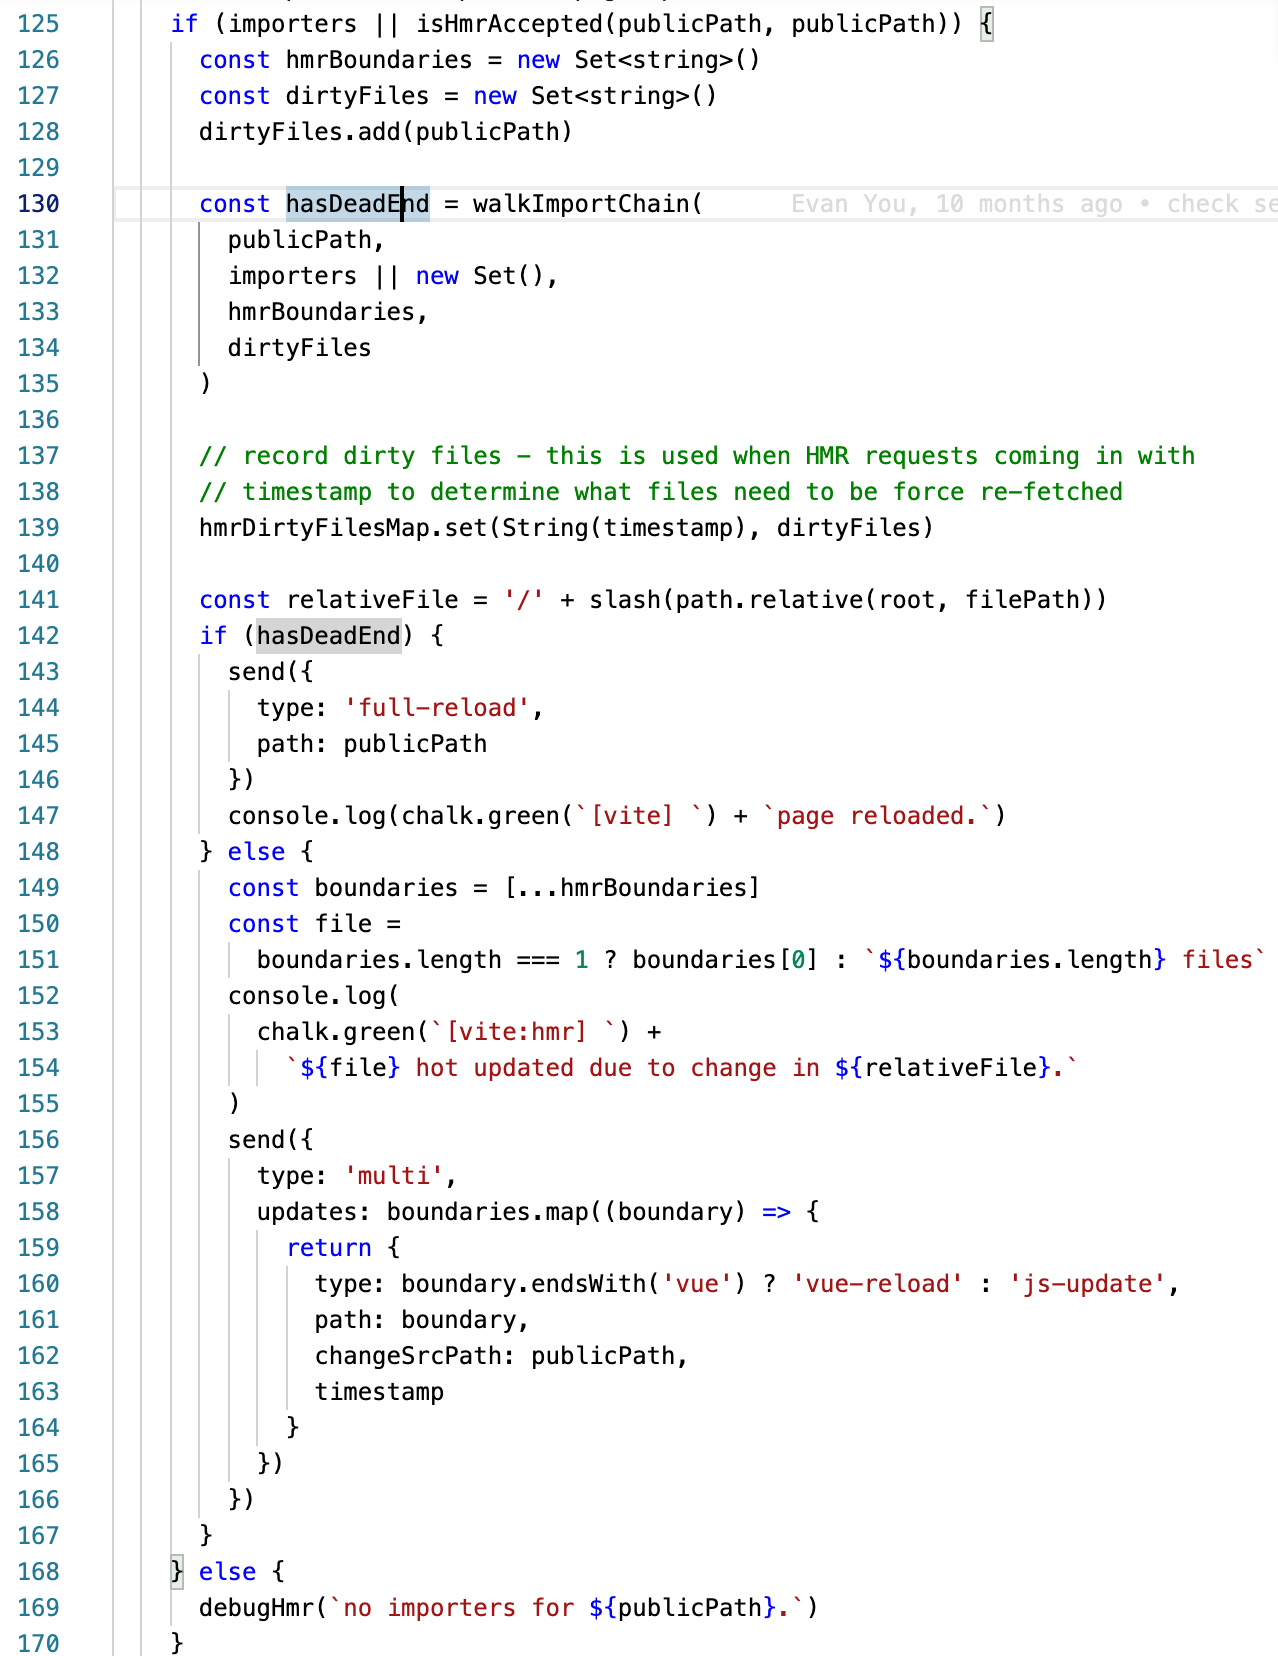 125 if (importers || isHmrAccepted(publicPath, publicPath)) {
126 const hmrBoundaries = new Set<string>()
127 const dirtyFiles = new Set<string>()
128 dirtyFiles.add(publicPath)
129
130 const hasDeadEnd = walkImportChain( Evan You, 10 months ago • check se
131 publicPath,
132 importers || new Set(),
133 hmrBoundaries,
134 dirtyFiles
135 )
136
137 // record dirty files - this is used when HMR requests coming in with
138 // timestamp to determine what files need to be force re-fetched
139 hmrDirtyFilesMap.set(String(timestamp), dirtyFiles)
140
141 const relativeFile = '/' + slash(path.relative(root, filePath))
142 if (hasDeadEnd) {
143 send({
144 type: 'full-reload',
145 path: publicPath
146 })
147 console.log(chalk.green(`[vite] `) + `page reloaded.`)
148 } else {
149 const boundaries = [...hmrBoundaries]
150 const file =
151 boundaries.length === 1 ? boundaries[0] : `${boundaries.length} files`
152 console.log(
153 chalk.green(`[vite:hmr] `) +
154 `${file} hot updated due to change in ${relativeFile}.`
155 )
156 send({
157 type: 'multi',
158 updates: boundaries.map((boundary) => {
159 return {
160 type: boundary.endsWith('vue') ? 'vue-reload' : 'js-update',
161 path: boundary,
162 changeSrcPath: publicPath,
163 timestamp
164 }
165 })
166 })
167 }
168 } else {
169 debugHmr(`no importers for ${publicPath}.`)
170 }